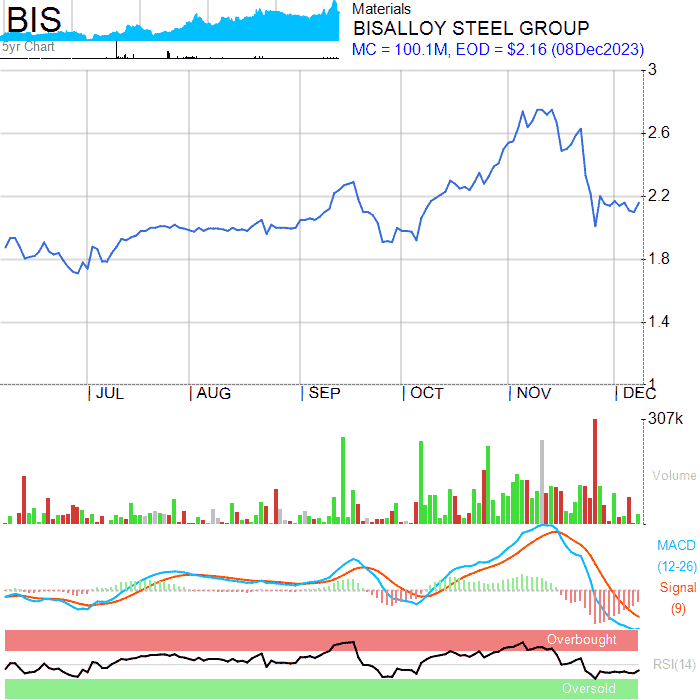 BIS
5yr Chart
Materials
BISALLOY STEEL GROUP
MC = 100.1M, EOD = $2.16 (08Dec2023)
3
2.6
2.2
1.8
1.4
1
JUL AUG SEP OCT NOV DEC
307k
Volume
MACD
(12-26)
Signal
(9)
Overbought
RSI(14)
Oversold